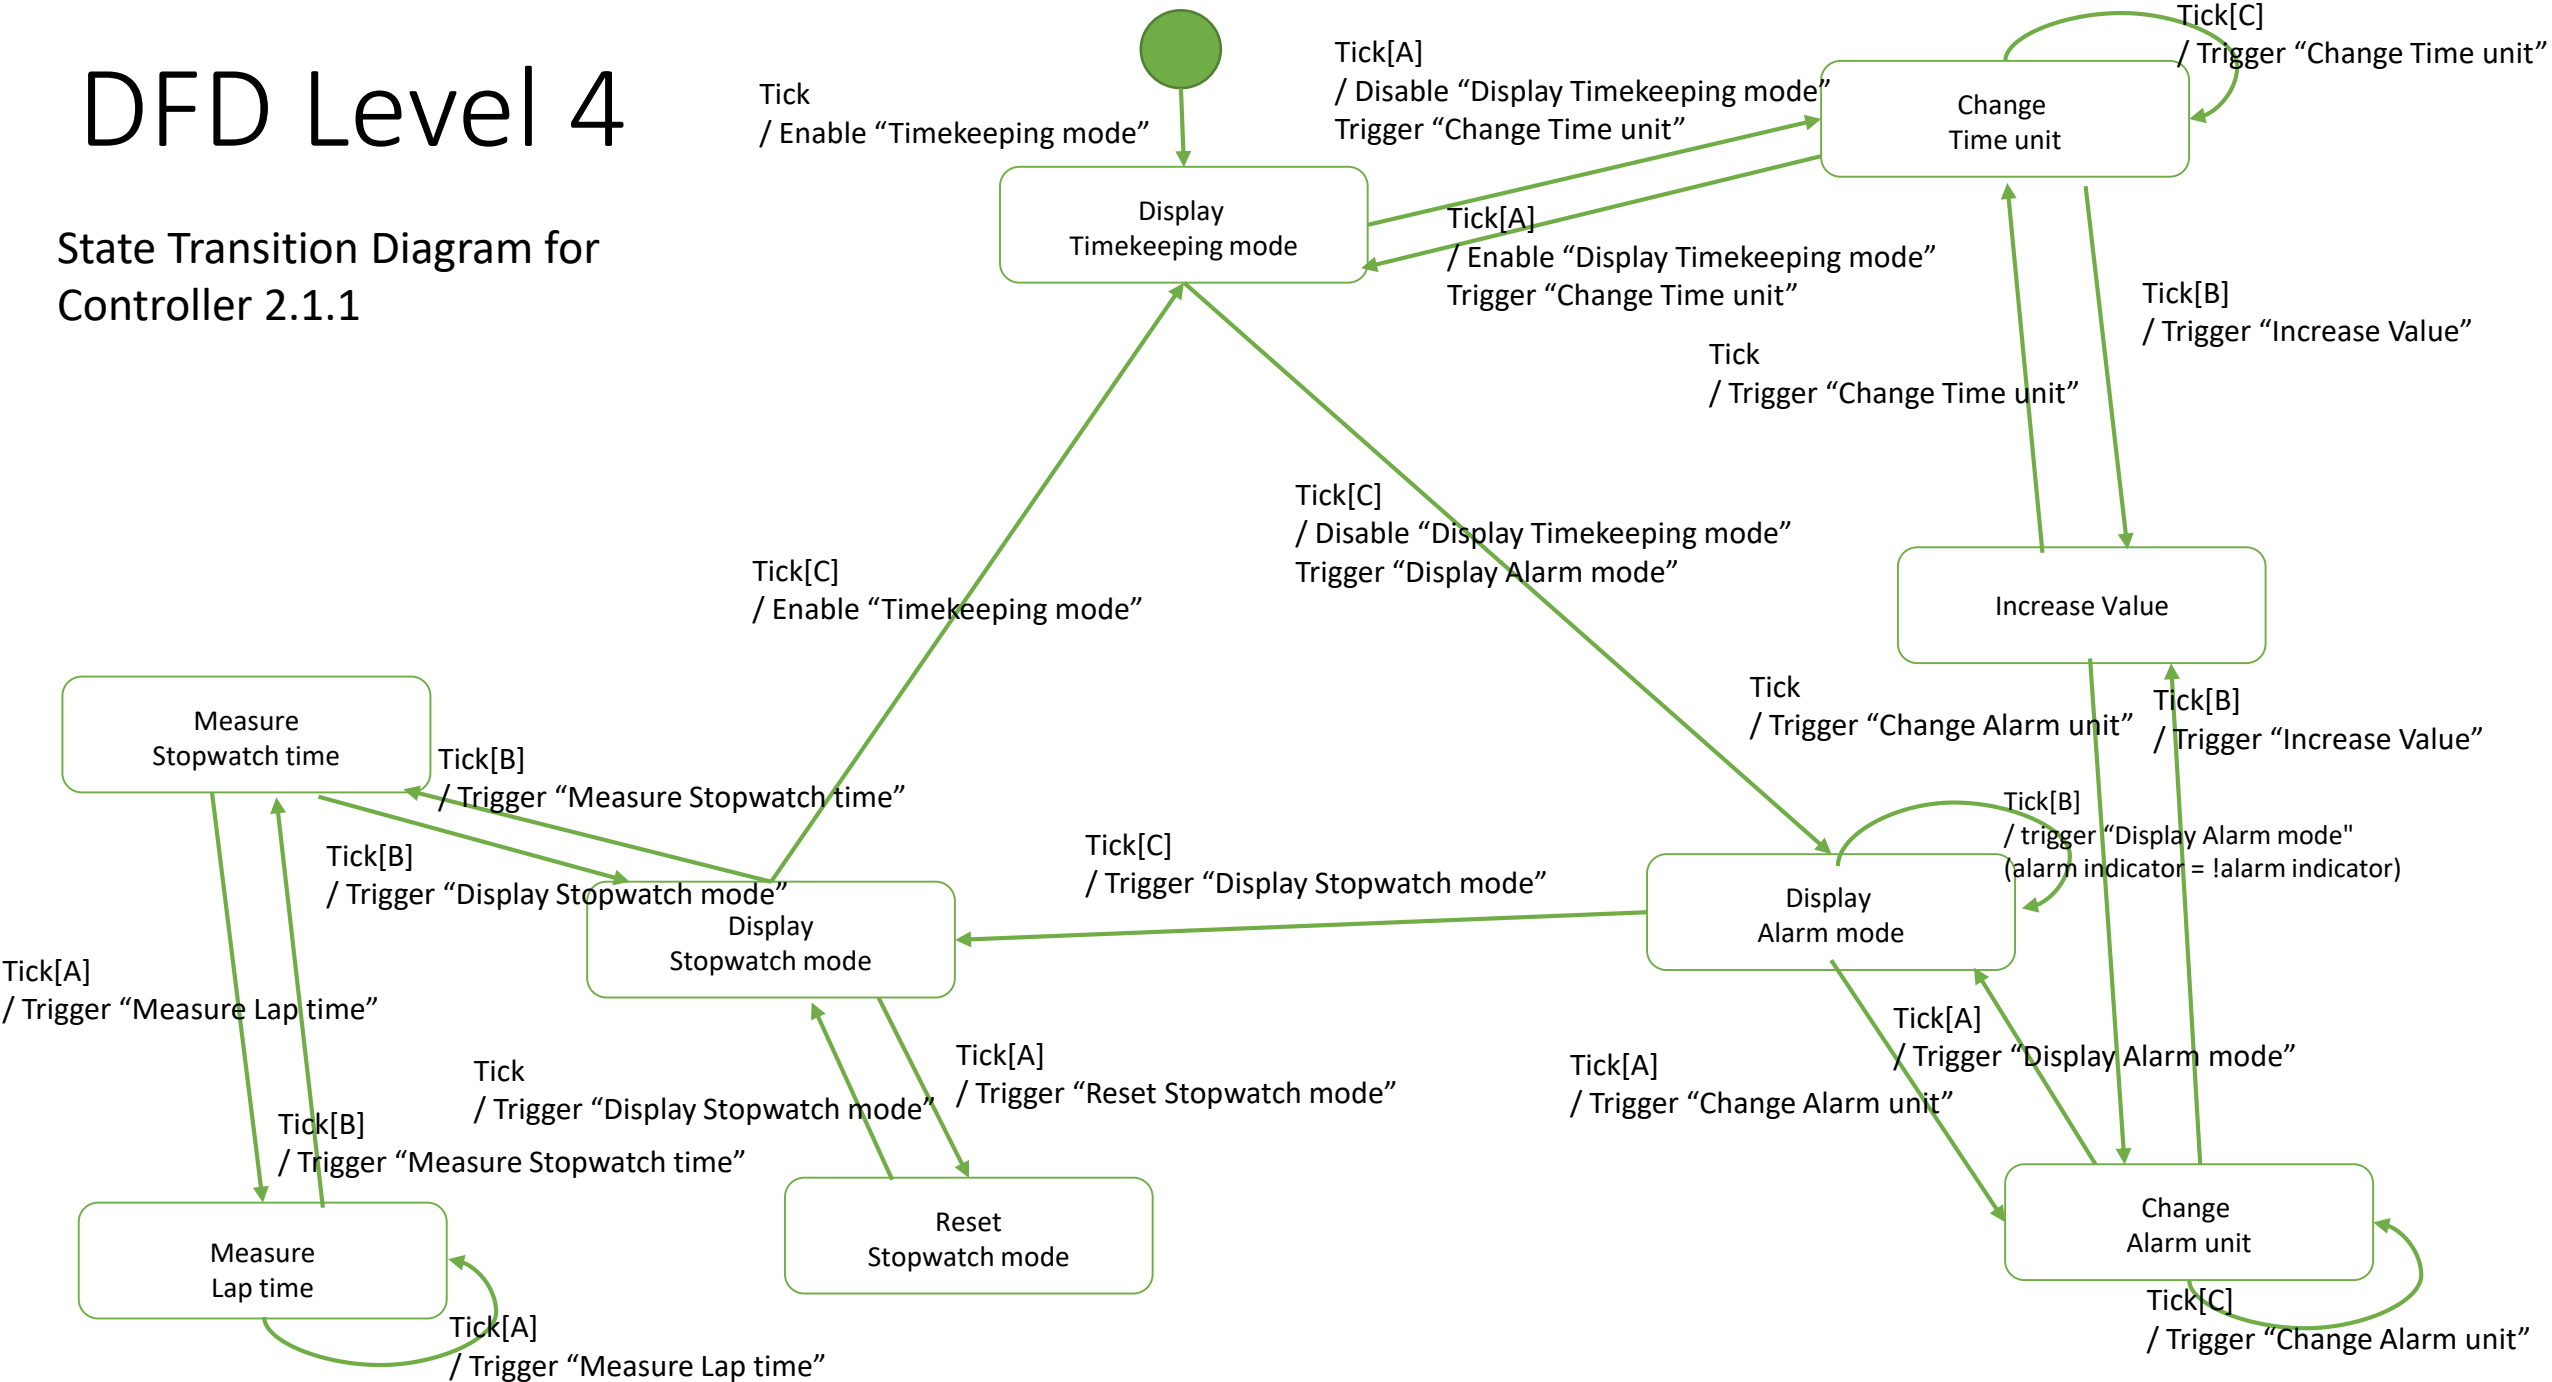 DFD Level 4
State Transition Diagram for
Controller 2.1.1
Tick
/ Enable “Timekeeping mode”
Tick[A]
/ Disable “Display Timekeeping mode”
Trigger “Change Time unit”
Tick[C]
/ Trigger “Change Time unit”
Change
Time unit
Display
Timekeeping mode
Tick[A]
/ Enable “Display Timekeeping mode”
Trigger “Change Time unit”
Tick[B]
/ Trigger “Increase Value”
Tick
/ Trigger “Change Time unit”
Tick[C]
/ Disable “Display Timekeeping mode”
Trigger “Display Alarm mode”
Tick[C]
/ Enable “Timekeeping mode”
Increase Value
Measure
Stopwatch time
Tick[B]
/ Trigger “Measure Stopwatch time”
Tick
/ Trigger “Change Alarm unit”
Tick[B]
/ Trigger “Increase Value”
Tick[B]
/ trigger “Display Alarm mode"
(alarm indicator = !alarm indicator)
Tick[B]
/ Trigger “Display Stopwatch mode”
Tick[C]
/ Trigger “Display Stopwatch mode”
Display
Stopwatch mode
Display
Alarm mode
Tick[A]
/ Trigger “Measure Lap time”
Tick
/ Trigger “Display Stopwatch mode”
Tick[A]
/ Trigger “Reset Stopwatch mode”
Tick[A]
/ Trigger “Change Alarm unit”
Tick[A]
/ Trigger “Display Alarm mode”
Tick[B]
/ Trigger “Measure Stopwatch time”
Measure
Lap time
Reset
Stopwatch mode
Change
Alarm unit
Tick[A]
/ Trigger “Measure Lap time”
Tick[C]
/ Trigger “Change Alarm unit”